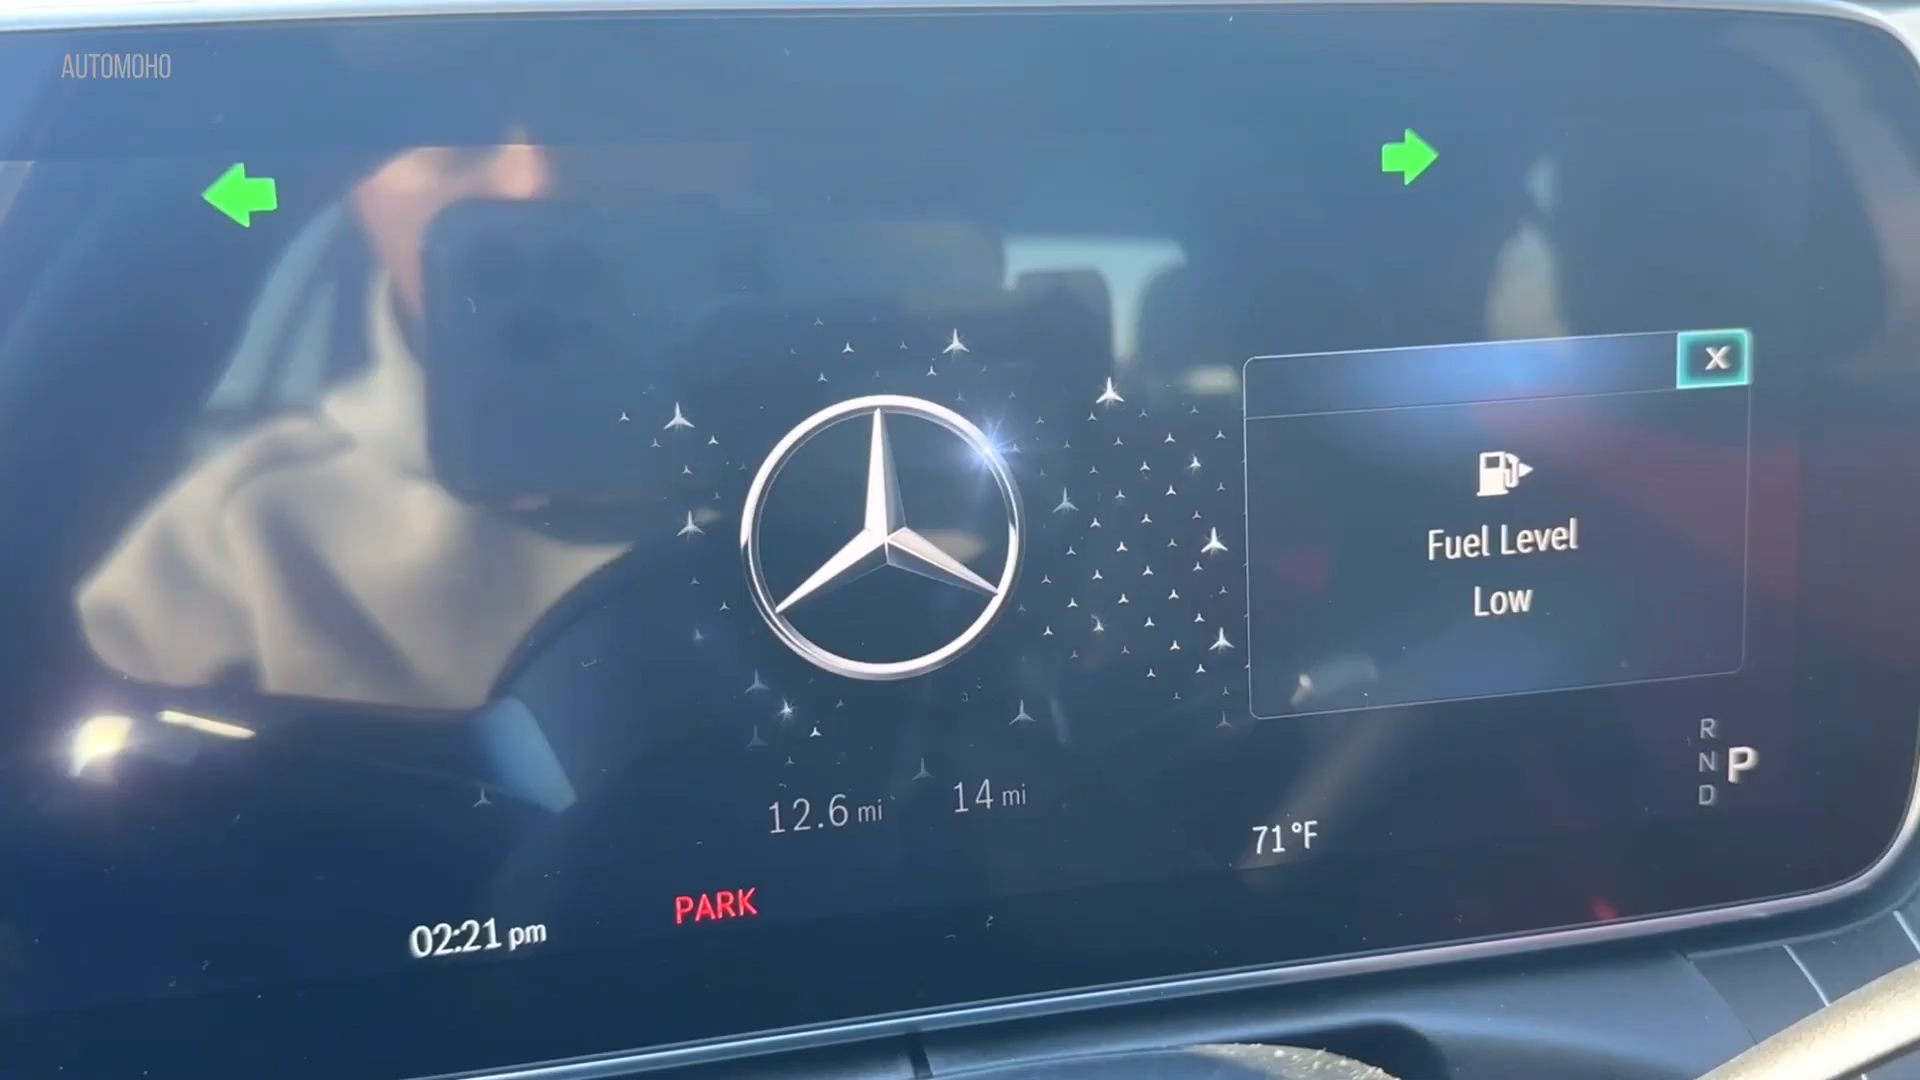 AUTOMOHO
X
Fuel Level
Low
R
N P
D
12.6 mi 14 mi
71°F
PARK
02:21 pm